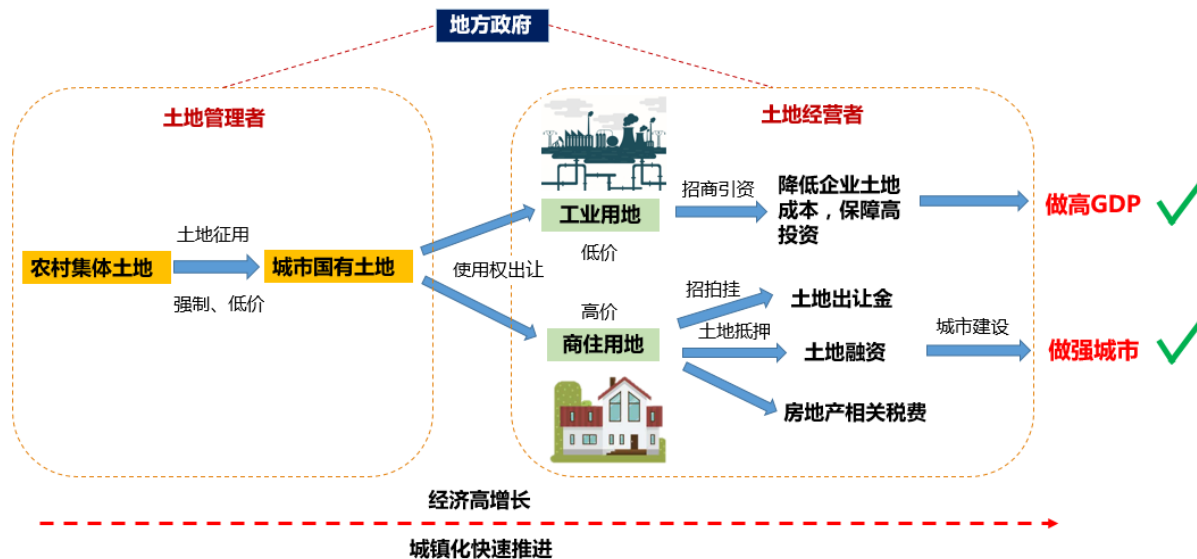 地方政府
土地管理者
土地经营者
农村集体土地
土地征用
强制、低价
城市国有土地
使用权出让
工业用地
低价
招商引资
降低企业土地
成本，保障高
投资
做高GDP
高价
商住用地
招拍挂
土地出让金
土地抵押
土地融资
房地产相关税费
城市建设
做强城市
经济高增长
城镇化快速推进